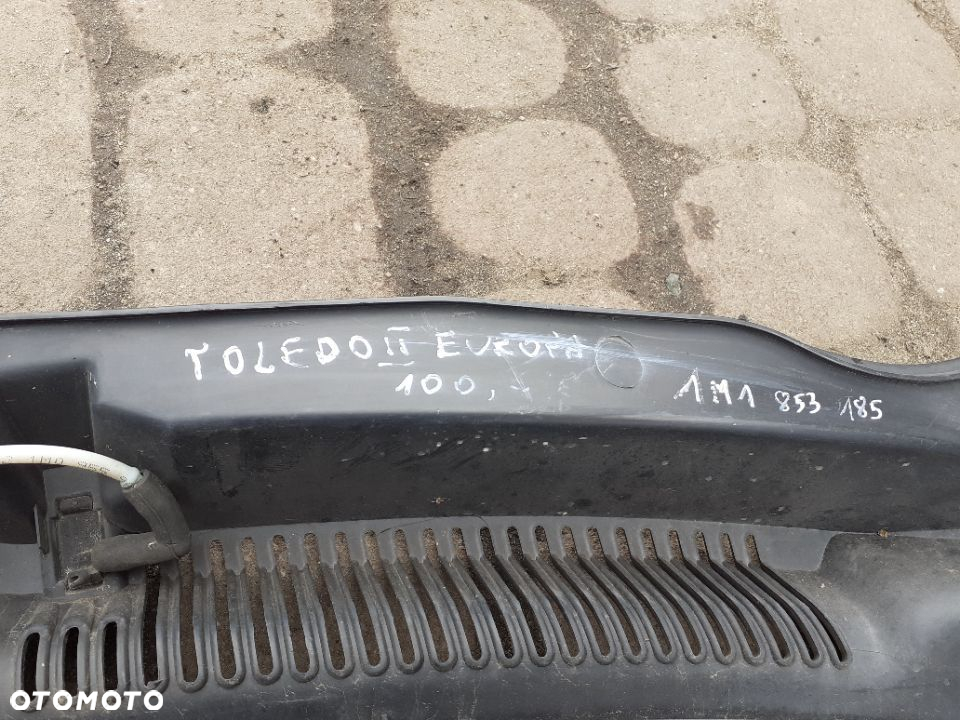 TOLEDO II EUROPA
100,-
1M1 853 185
OTOMOTO